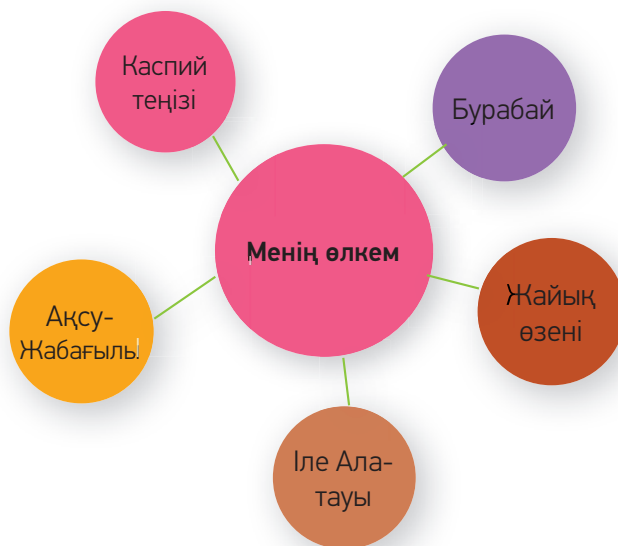 Каспий
теңізі
Бурабай
Менің өлкем
Ақсу-
Жабағылы
Жайық
өзені
Іле Ала-
тауы